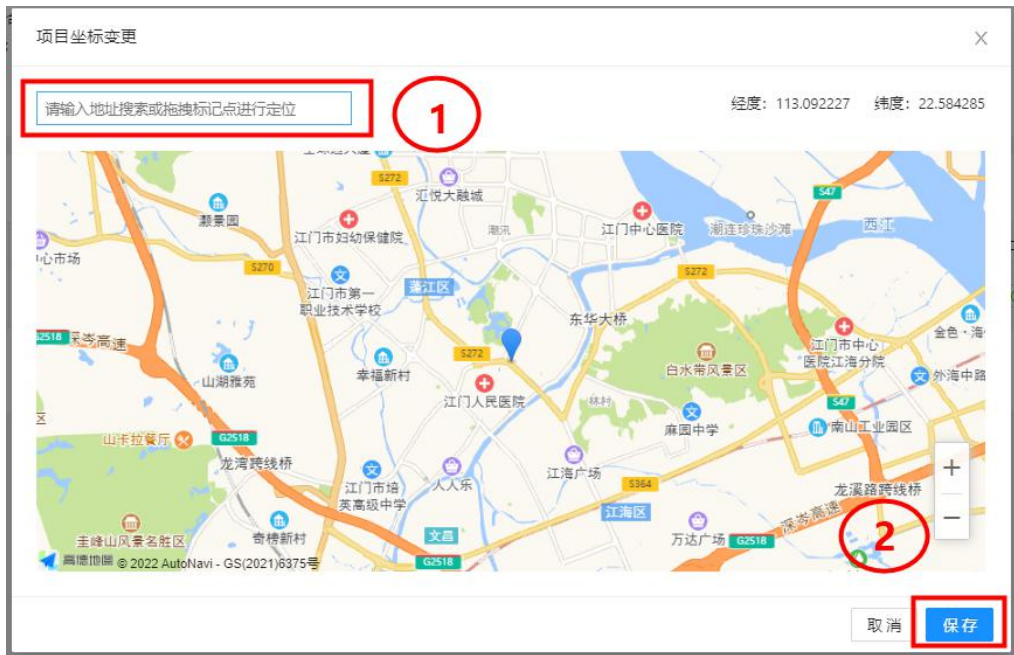 项目坐标变更
请输入地址搜索或拖拽标记点进行定位
1
经度：113.092227 纬度：22.584285
S272
汇悦大融城
S47
灏景园
江门市妇幼保健院
潮汛
江门中心医院
潮连珍珠沙滩
西江
心市场
S270
S272
江门市第一
职业技术学校
蓬江区
东华大桥
金色·海
G2518
深岑高速
S272
江门市中心
医院江海分院
山湖雅苑
幸福新村
白水带风景区
外海中路
江门人民医院
林村
S47
区
麻园中学
南山工业园区
山卡拉餐厅
G2518
龙湾跨线桥
江门市培
英高级中学
人人乐
江海广场
S364
龙溪路跨线桥
江海区
深岑高速
圭峰山风景名胜区
奇榜新村
文昌
万达广场
G2518
2
高德地图 © 2022 AutoNavi - GS(2021)6375号
G2518
取消
保存